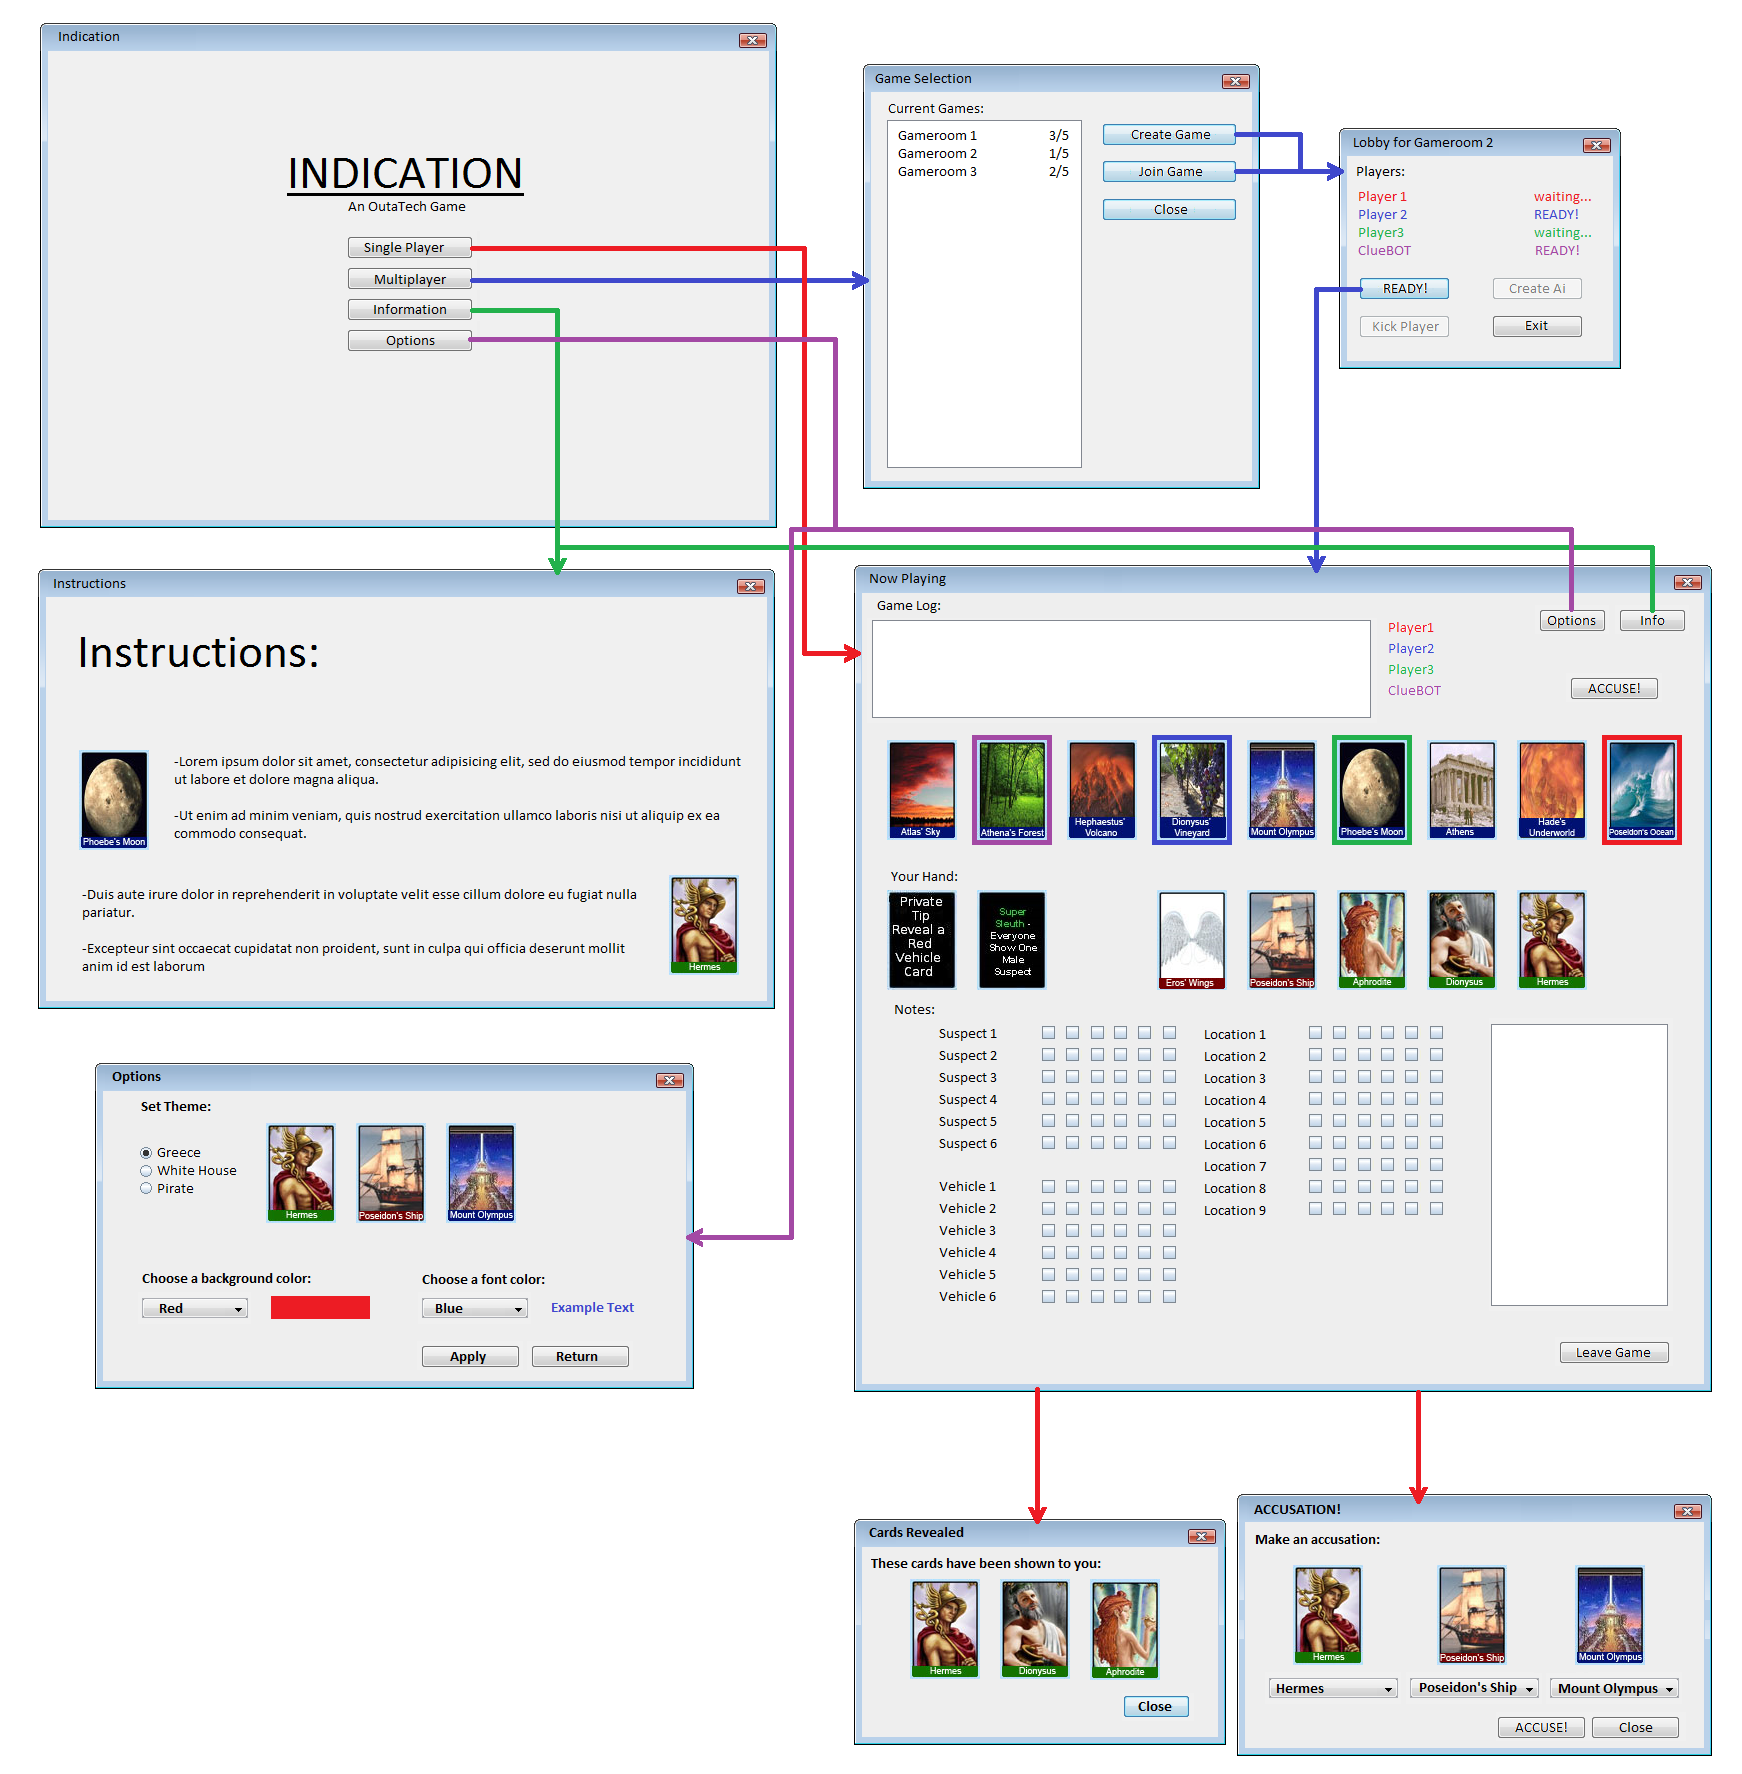 Indication
INDICATION
An OutaTech Game
Single Player
Multiplayer
Information
Options
Game Selection
Current Games:
Gameroom 1 3/5
Gameroom 2 1/5
Gameroom 3 2/5
Create Game
Join Game
Close
Lobby for Gameroom 2
Players:
Player 1 waiting...
Player 2 READY!
Player3 waiting...
ClueBOT READY!
READY! Create Ai
Kick Player Exit
Instructions
Instructions:
Phoebe's Moon
-Lorem ipsum dolor sit amet, consectetur adipisicing elit, sed do eiusmod tempor incididunt
ut labore et dolore magna aliqua.
-Ut enim ad minim veniam, quis nostrud exercitation ullamco laboris nisi ut aliquip ex ea
commodo consequat.
-Duis aute irure dolor in reprehenderit in voluptate velit esse cillum dolore eu fugiat nulla
pariatur.
-Excepteur sint occaecat cupidatat non proident, sunt in culpa qui officia deserunt mollit
anim id est laborum
Hermes
Now Playing
Game Log:
Player1
Player2
Player3
ClueBOT
Options Info
ACCUSE!
Atlas' Sky
Athena's Forest
Hephaestus'
Volcano
Dionysus'
Vineyard
Mount Olympus
Phoebe's Moon
Athens
Hade's
Underworld
Poseidon's Ocean
Your Hand:
Private
Tip
Reveal a
Red
Vehicle
Card
Super
Sleuth -
Everyone
Show One
Male
Suspect
Eros' Wings
Poseidon's Ship
Aphrodite
Dionysus
Hermes
Notes:
Suspect 1
Suspect 2
Suspect 3
Suspect 4
Suspect 5
Suspect 6
Vehicle 1
Vehicle 2
Vehicle 3
Vehicle 4
Vehicle 5
Vehicle 6
Location 1
Location 2
Location 3
Location 4
Location 5
Location 6
Location 7
Location 8
Location 9
Leave Game
Options
Set Theme:
Greece
White House
Pirate
Hermes
Poseidon's Ship
Mount Olympus
Choose a background color:
Red
Choose a font color:
Blue Example Text
Apply Return
Cards Revealed
These cards have been shown to you:
Hermes
Dionysus
Aphrodite
Close
ACCUSATION!
Make an accusation:
Hermes
Poseidon's Ship
Mount Olympus
Hermes Poseidon's Ship Mount Olympus
ACCUSE! Close